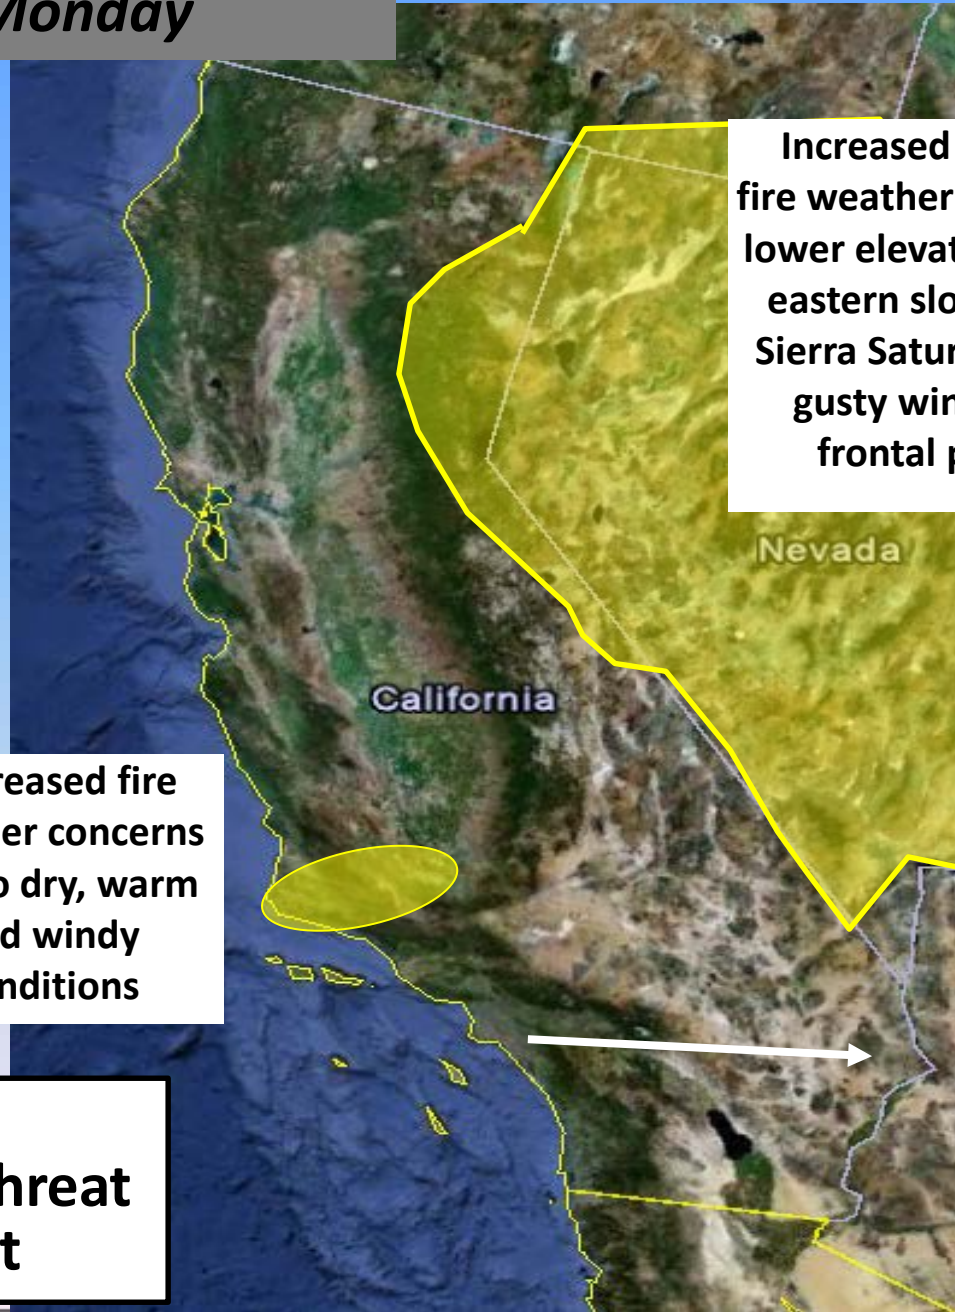 Monday
Increased
fire weather
lower elevat
eastern slo
Sierra Satur
gusty win
frontal p
Nevada
California
reased fire
er concerns
o dry, warm
d windy
nditions
hreat
t